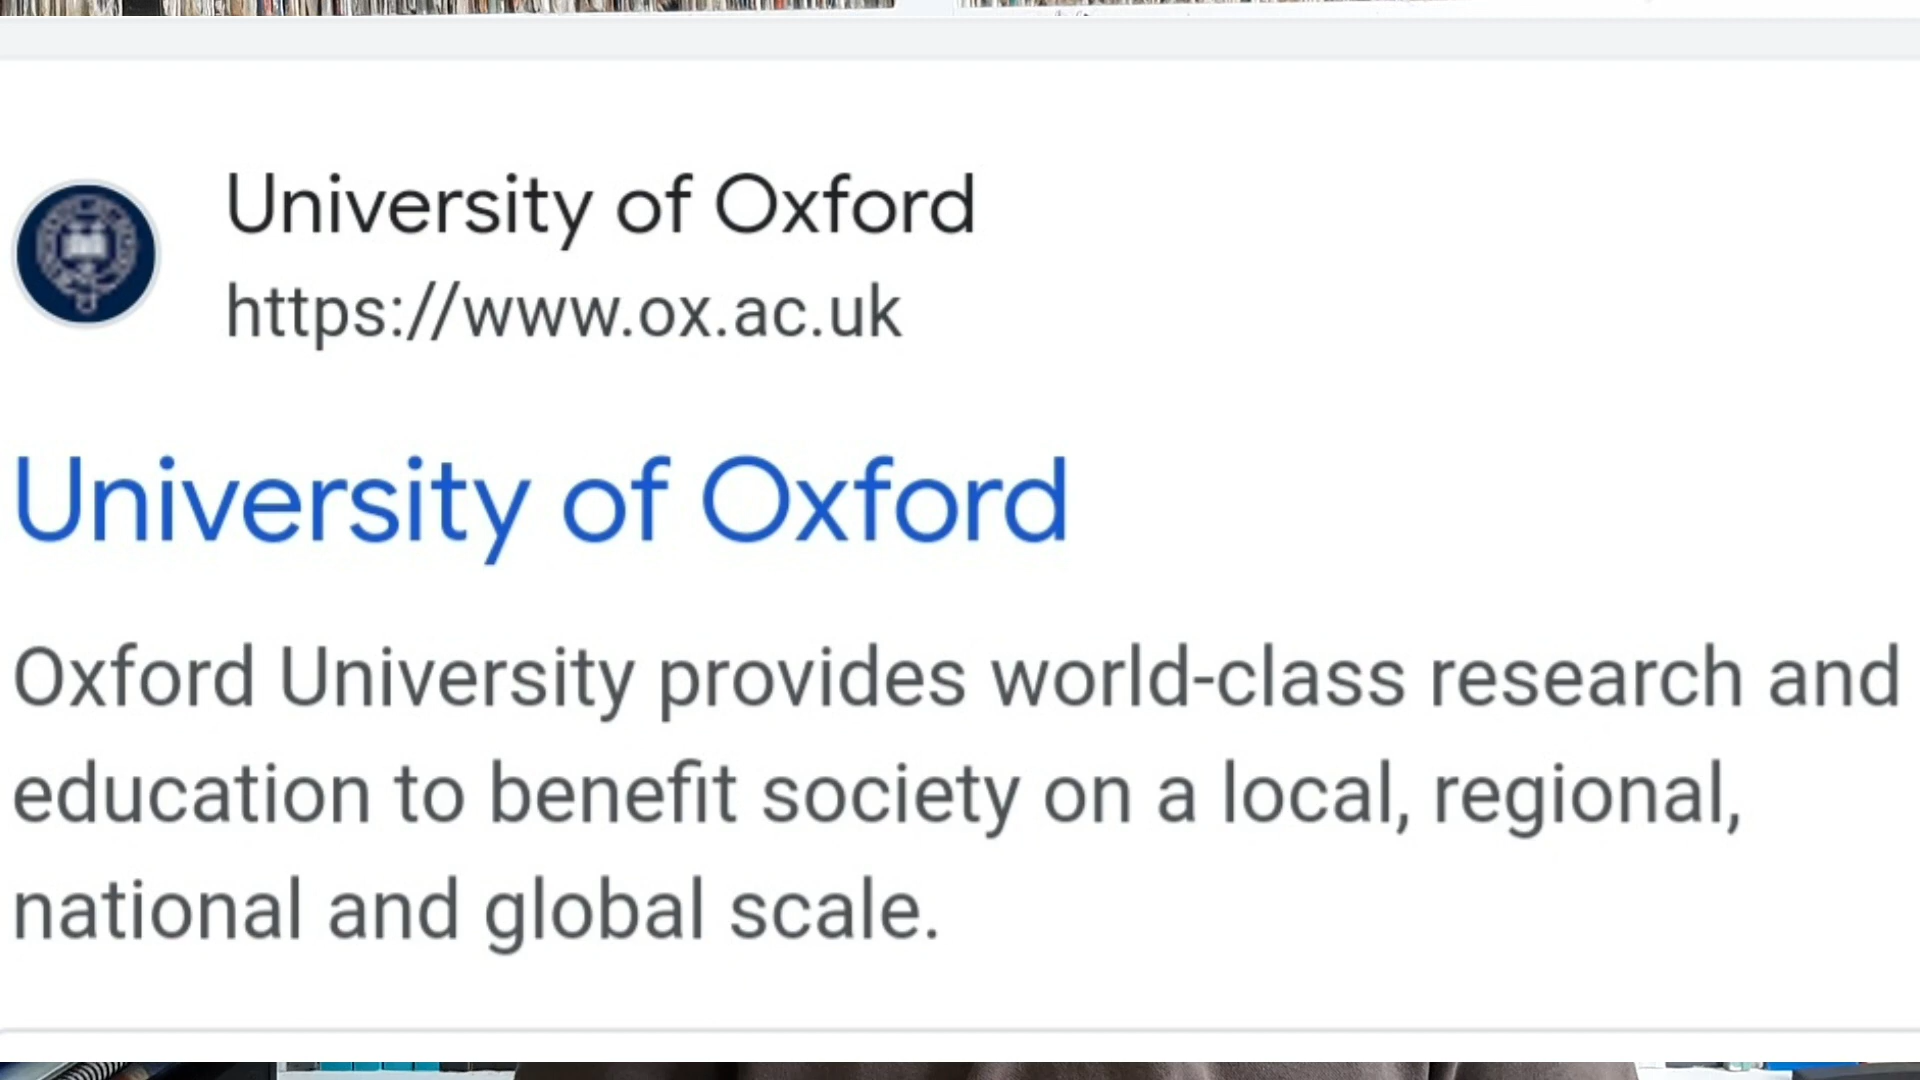 University of Oxford
https://www.ox.ac.uk
University of Oxford
Oxford University provides world-class research and
education to benefit society on a local, regional,
national and global scale.